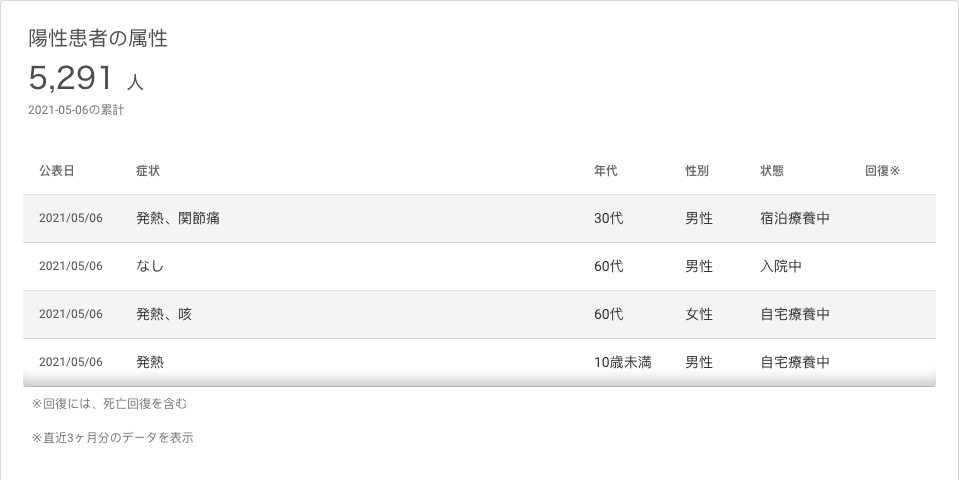 陽性患者の属性
5,291 人
2021-05-06の累計
公表日 症状 年代 性別 状態 回復※
2021/05/06 発熱、関節痛 30代 男性 宿泊療養中
2021/05/06 なし 60代 男性 入院中
2021/05/06 発熱、咳 60代 女性 自宅療養中
2021/05/06 発熱 10歳未満 男性 自宅療養中
※回復には、死亡回復を含む
※直近3ヶ月分のデータを表示